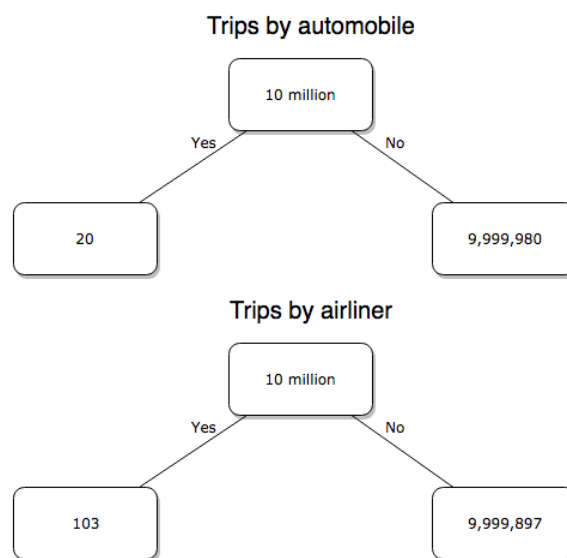 Trips by automobile
10 million
Yes
No
20
9,999,980
Trips by airliner
10 million
Yes
No
103
9,999,897